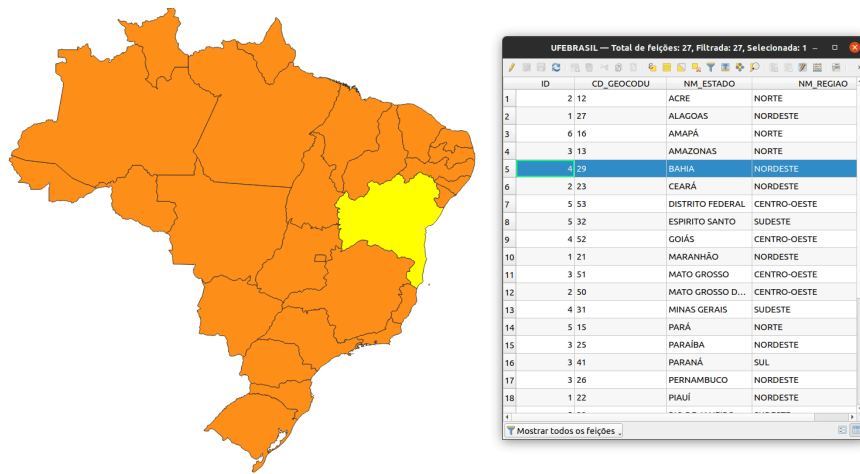 UFEBRASIL — Total de feições: 27, Filtrada: 27, Selecionada: 1
ID CD_GEOCODU NM_ESTADO NM_REGIAO
1 2 12 ACRE NORTE
2 1 27 ALAGOAS NORDESTE
3 6 16 AMAPÁ NORTE
4 3 13 AMAZONAS NORTE
5 4 29 BAHIA NORDESTE
6 2 23 CEARÁ NORDESTE
7 5 53 DISTRITO FEDERAL CENTRO-OESTE
8 5 32 ESPIRITO SANTO SUDESTE
9 4 52 GOIÁS CENTRO-OESTE
10 1 21 MARANHÃO NORDESTE
11 3 51 MATO GROSSO CENTRO-OESTE
12 2 50 MATO GROSSO D... CENTRO-OESTE
13 4 31 MINAS GERAIS SUDESTE
14 5 15 PARÁ NORTE
15 3 25 PARAÍBA NORDESTE
16 3 41 PARANÁ SUL
17 3 26 PERNAMBUCO NORDESTE
18 1 22 PIAUÍ NORDESTE
Mostrar todos os feições